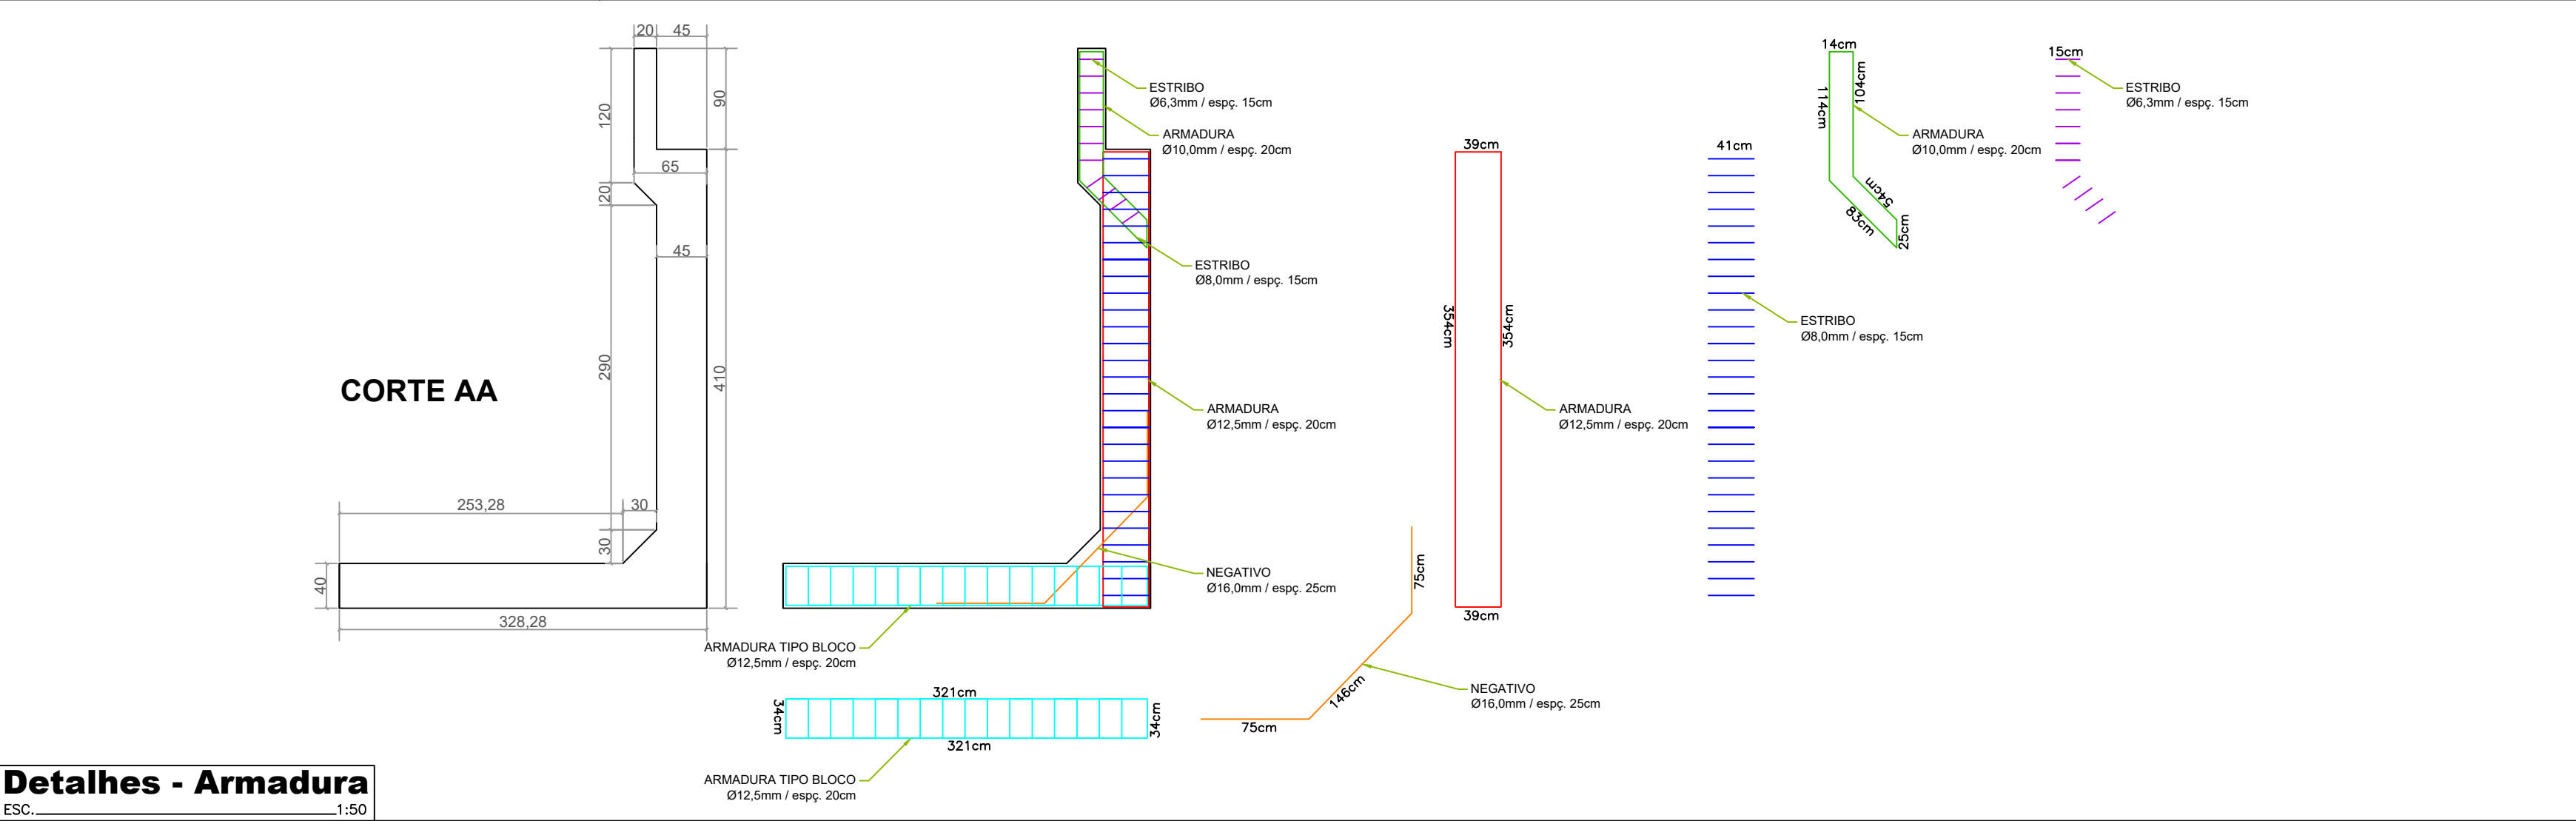 20
45
120
90
65
20
45
290
410
CORTE AA
253,28
30
30
40
328,28
ESTRIBO
Ø6,3mm / espç. 15cm
ARMADURA
Ø10,0mm / espç. 20cm
ESTRIBO
Ø8,0mm / espç. 15cm
ARMADURA
Ø12,5mm / espç. 20cm
NEGATIVO
Ø16,0mm / espç. 25cm
ARMADURA TIPO BLOCO
Ø12,5mm / espç. 20cm
321cm
34cm
34cm
321cm
ARMADURA TIPO BLOCO
Ø12,5mm / espç. 20cm
75cm
146cm
75cm
NEGATIVO
Ø16,0mm / espç. 25cm
39cm
354cm
354cm
ARMADURA
Ø12,5mm / espç. 20cm
39cm
41cm
ESTRIBO
Ø8,0mm / espç. 15cm
14cm
104cm
114cm
ARMADURA
Ø10,0mm / espç. 20cm
54cm
83cm
25cm
15cm
ESTRIBO
Ø6,3mm / espç. 15cm
Detalhes - Armadura
ESC. 1:50